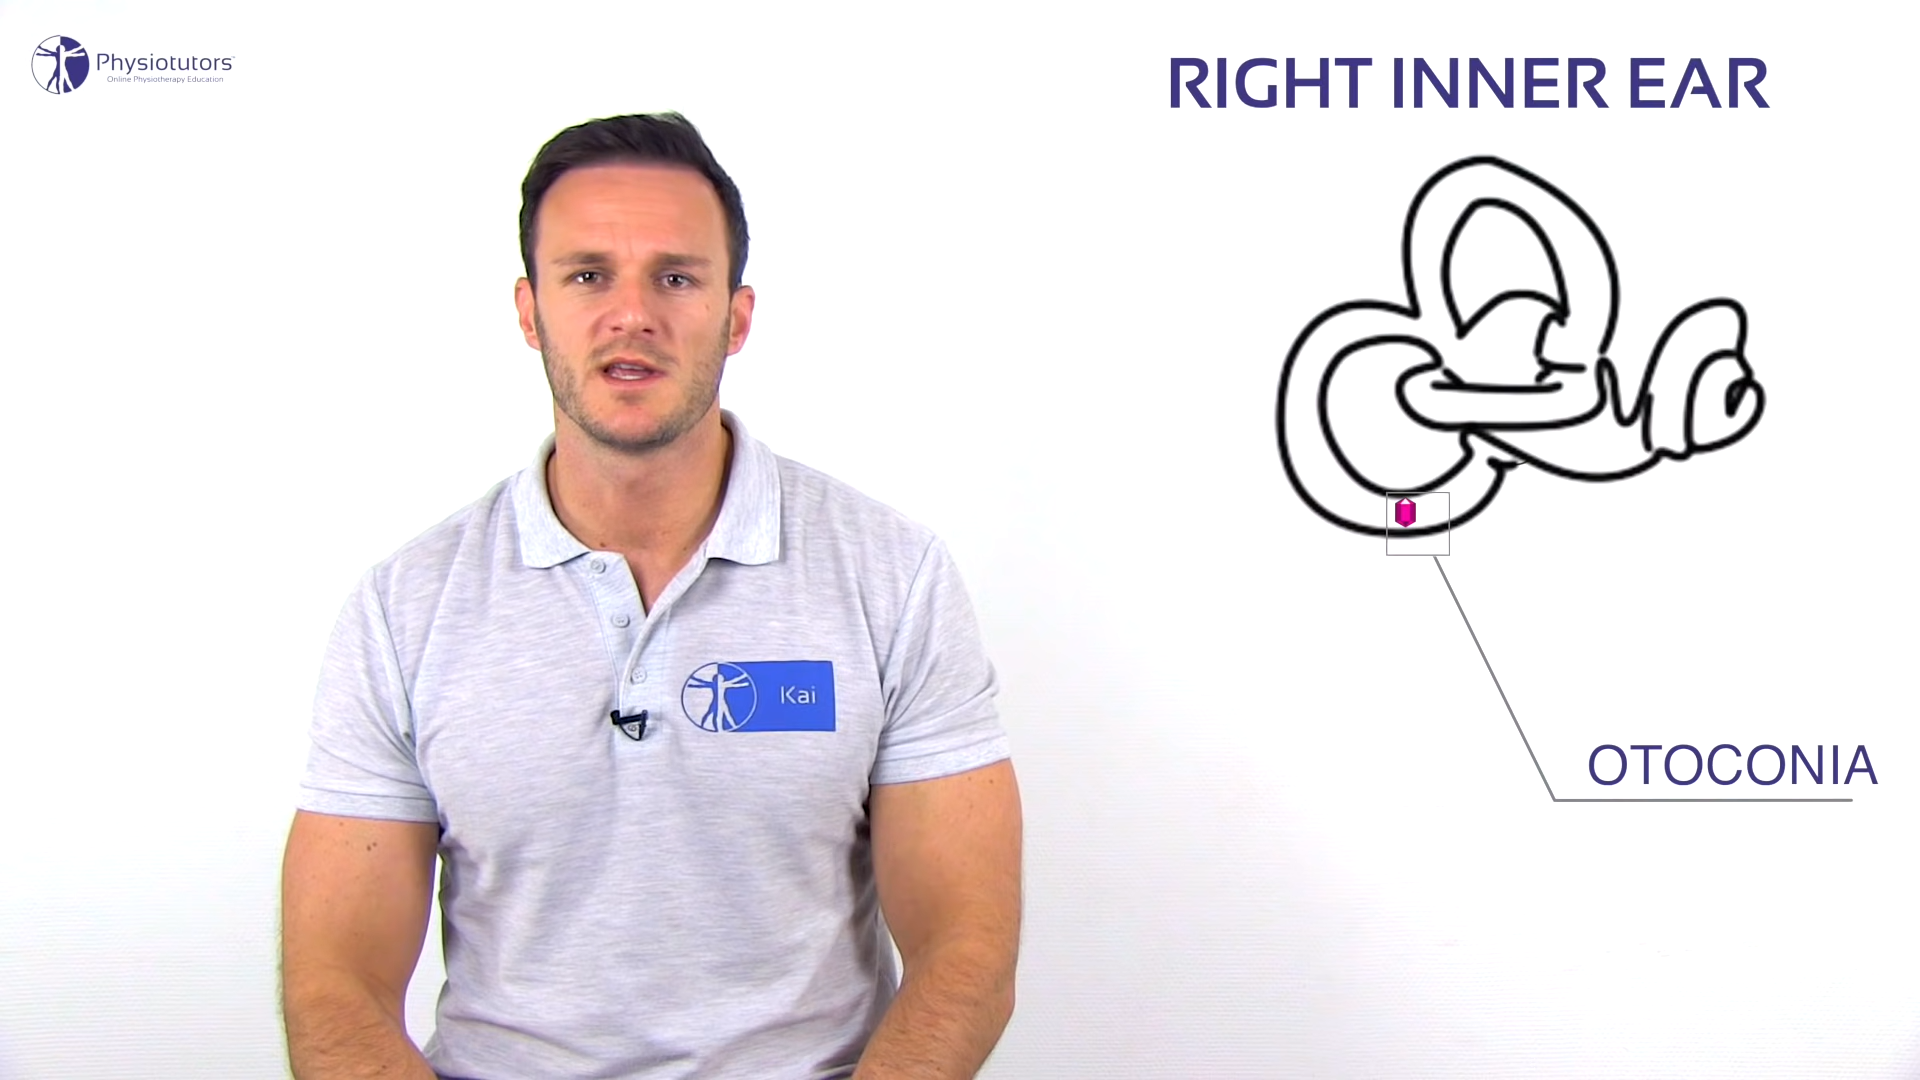 Physiotutors
Online Physiotherapy Education
RIGHT INNER EAR
Kai
OTOCONIA